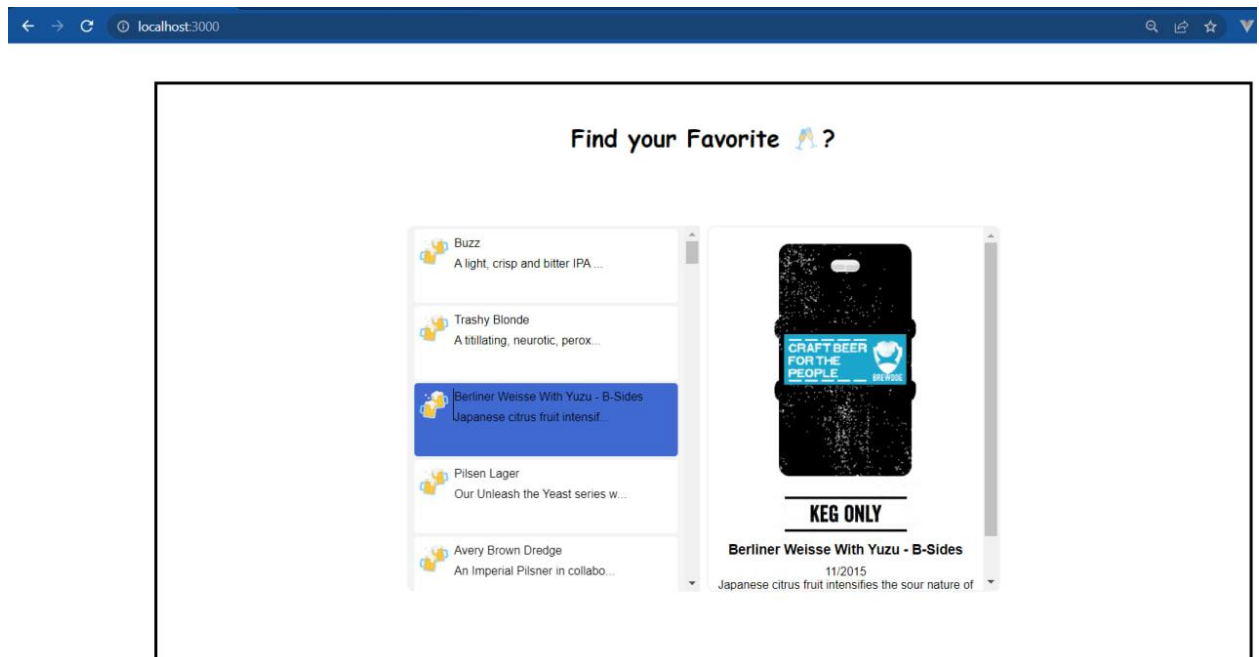 localhost:3000
Find your Favorite 🥂?
Buzz
A light, crisp and bitter IPA ...
Trashy Blonde
A titillating, neurotic, perox...
Berliner Weisse With Yuzu - B-Sides
Japanese citrus fruit intensif...
Pilsen Lager
Our Unleash the Yeast series w...
Avery Brown Dredge
An Imperial Pilsner in collabo...
CRAFT BEER
FOR THE
PEOPLE
BREWDOG
KEG ONLY
Berliner Weisse With Yuzu - B-Sides
11/2015
Japanese citrus fruit intensifies the sour nature of